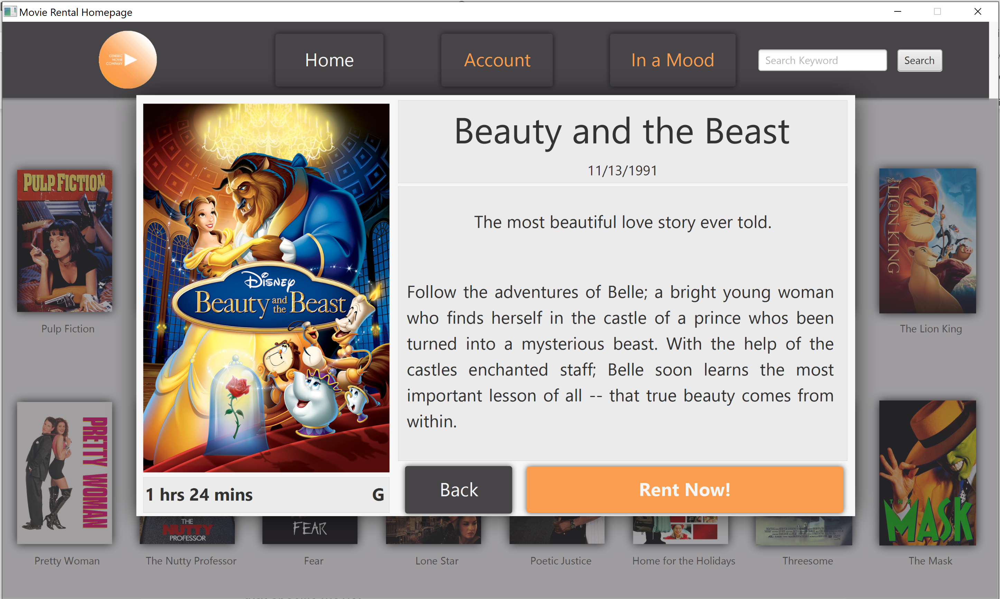 Movie Rental Homepage
GENERIC
MOVIE
COMPANY
Home
Account
In a Mood
Search Keyword
Search
PULP FICTION
Pulp Fiction
DISNEY
BEAUTY and the BEAST
1 hrs 24 mins
G
Beauty and the Beast
11/13/1991
The most beautiful love story ever told.
Follow the adventures of Belle; a bright young woman
who finds herself in the castle of a prince whos been
turned into a mysterious beast. With the help of the
castles enchanted staff; Belle soon learns the most
important lesson of all -- that true beauty comes from
within.
Back
Rent Now!
DISNEY
THE LION KING
The Lion King
PRETTY WOMAN
Pretty Woman
THE
NUTTY
PROFESSOR
The Nutty Professor
FEAR
Fear
Lone Star
Poetic Justice
Home for the Holidays
Threesome
THE
MASK
The Mask